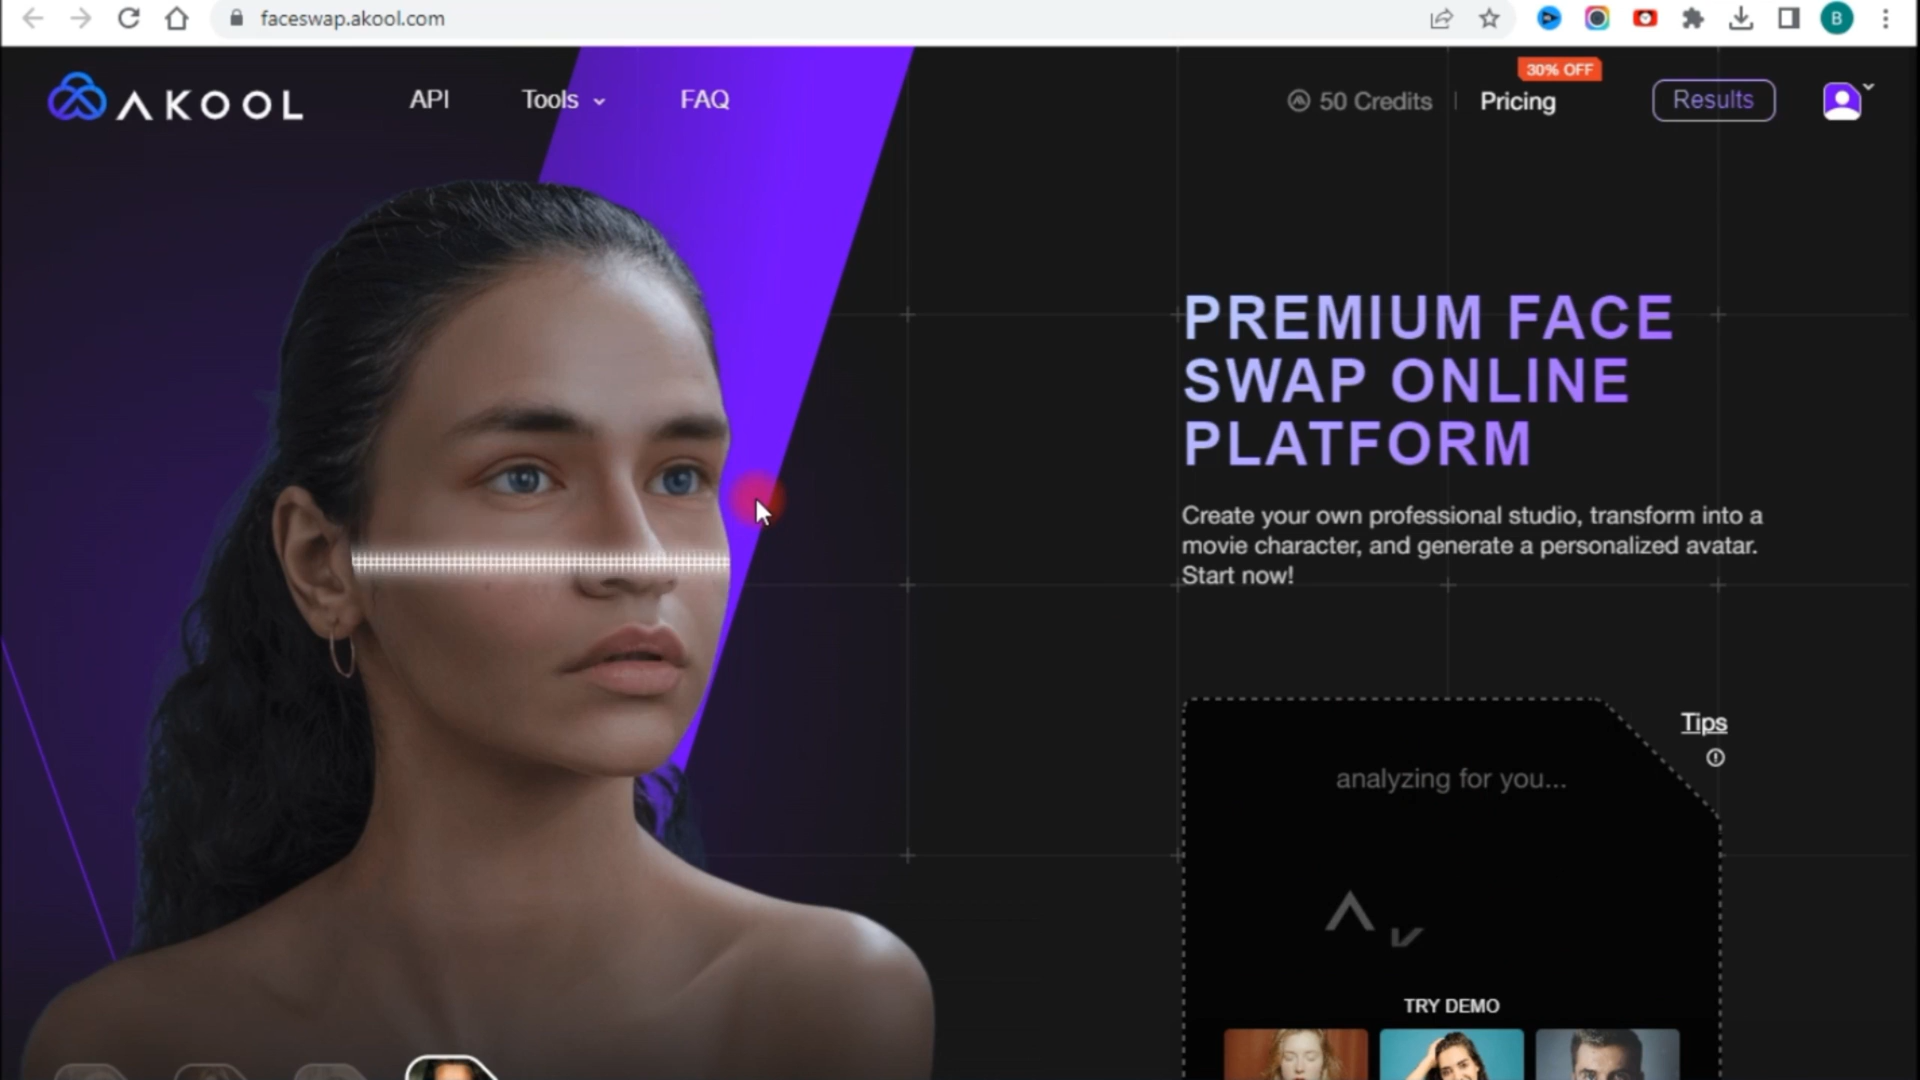 faceswap.akool.com
B
30% OFF
AKOOL
API
Tools
FAQ
50 Credits
Pricing
Results
PREMIUM FACE
SWAP ONLINE
PLATFORM
Create your own professional studio, transform into a
movie character, and generate a personalized avatar.
Start now!
Tips
analyzing for you...
TRY DEMO